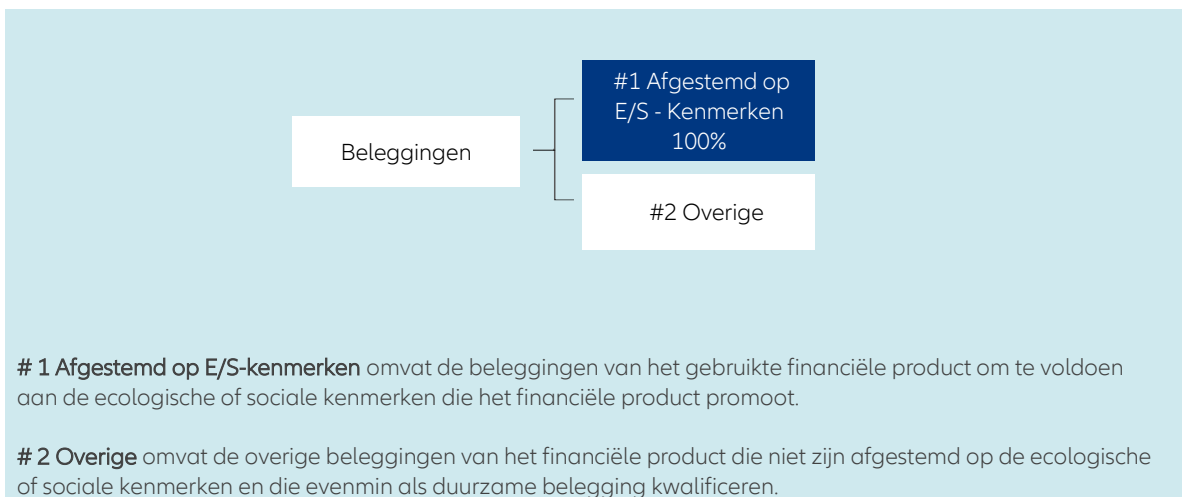 #1 Afgestemd op
E/S - Kenmerken
100%
Beleggingen
#2 Overige
# 1 Afgestemd op E/S-kenmerken omvat de beleggingen van het gebruikte financiële product om te voldoen
aan de ecologische of sociale kenmerken die het financiële product promoot.
# 2 Overige omvat de overige beleggingen van het financiële product die niet zijn afgestemd op de ecologische
of sociale kenmerken en die evenmin als duurzame belegging kwalificeren.